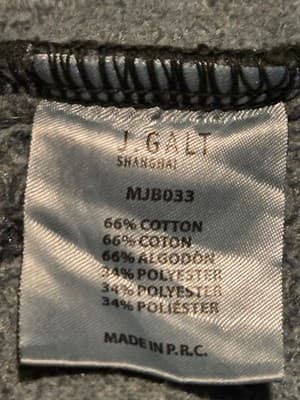 J. GALT
SHANGHAI
MJB033
66% COTTON
66% COTON
66% ALGODÓN
34% POLYESTER
34% POLYESTER
34% POLIÉSTER
MADE IN P.R.C.